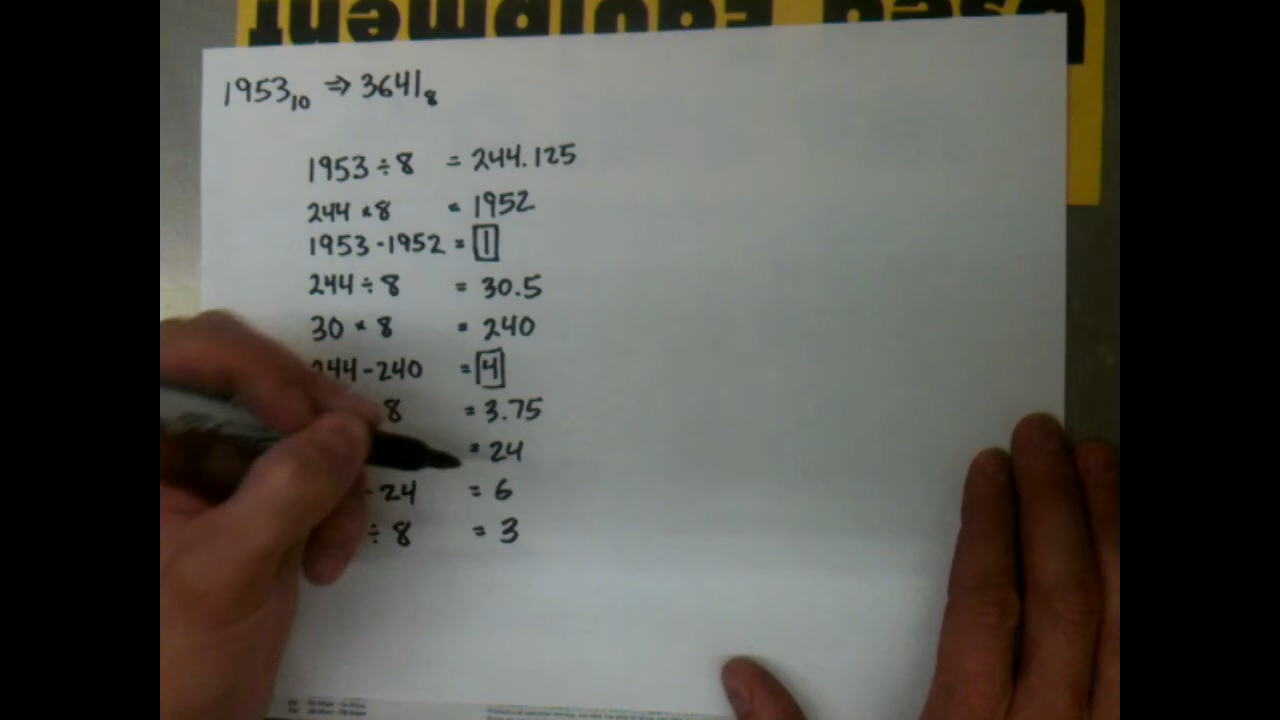 Used Equipment
1953₁₀ ⇒ 3641₈
1953 ÷ 8 = 244.125
244 * 8 = 1952
1953 - 1952 = 1
244 ÷ 8 = 30.5
30 * 8 = 240
244 - 240 = 4
8 = 3.75
= 24
- 24 = 6
÷ 8 = 3